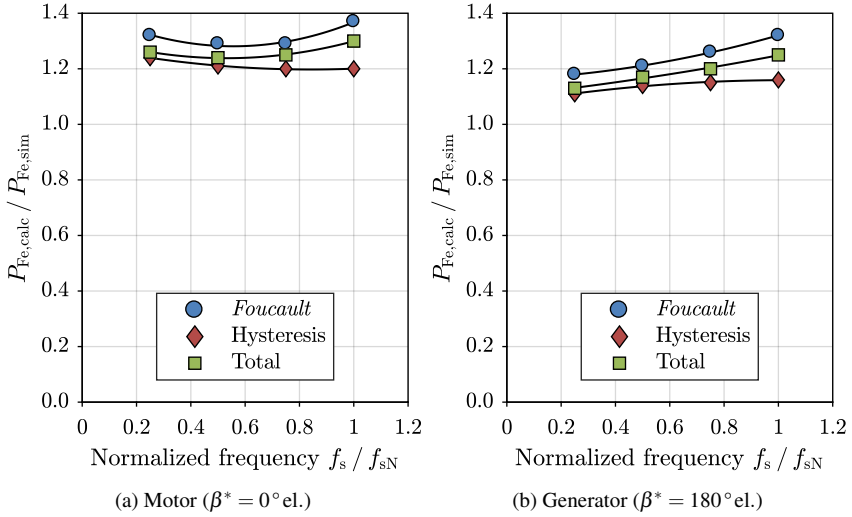 1.4
1.2
1.0
0.8
0.6
0.4
0.2
0.0
P_Fe,calc / P_Fe,sim
Foucault
Hysteresis
Total
0 0.2 0.4 0.6 0.8 1 1.2
Normalized frequency f_s / f_sN
(a) Motor (β* = 0°el.)
1.4
1.2
1.0
0.8
0.6
0.4
0.2
0.0
P_Fe,calc / P_Fe,sim
Foucault
Hysteresis
Total
0 0.2 0.4 0.6 0.8 1 1.2
Normalized frequency f_s / f_sN
(b) Generator (β* = 180°el.)